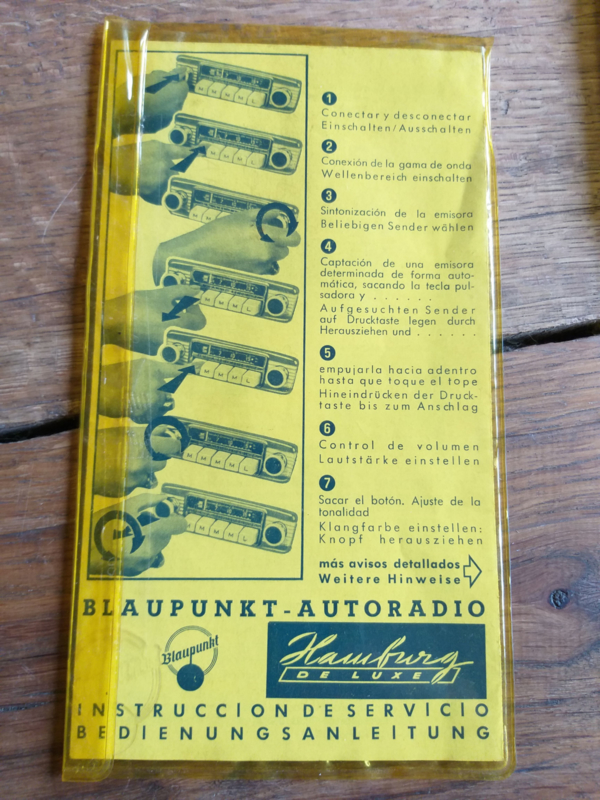 1
Conectar y desconectar
Einschalten/Ausschalten
2
Conexión de la gama de onda
Wellenbereich einschalten
3
Sintonización de la emisora
Beliebigen Sender wählen
4
Captación de una emisora
determinada de forma auto-
mática, sacando la tecla pul-
sadora y . . . . . .
Aufgesuchten Sender
auf Drucktaste legen durch
Herausziehen und . . . . . .
5
empujarla hacia adentro
hasta que toque el tope
Hineindrücken der Druck-
taste bis zum Anschlag
6
Control de volumen
Lautstärke einstellen
7
Sacar el botón. Ajuste de la
tonalidad
Klangfarbe einstellen:
Knopf herausziehen
más avisos detallados
Weitere Hinweise
BLAUPUNKT-AUTORADIO
Blaupunkt
Hamburg
DE LUXE
INSTRUCCION DE SERVICIO
BEDIENUNGSANLEITUNG